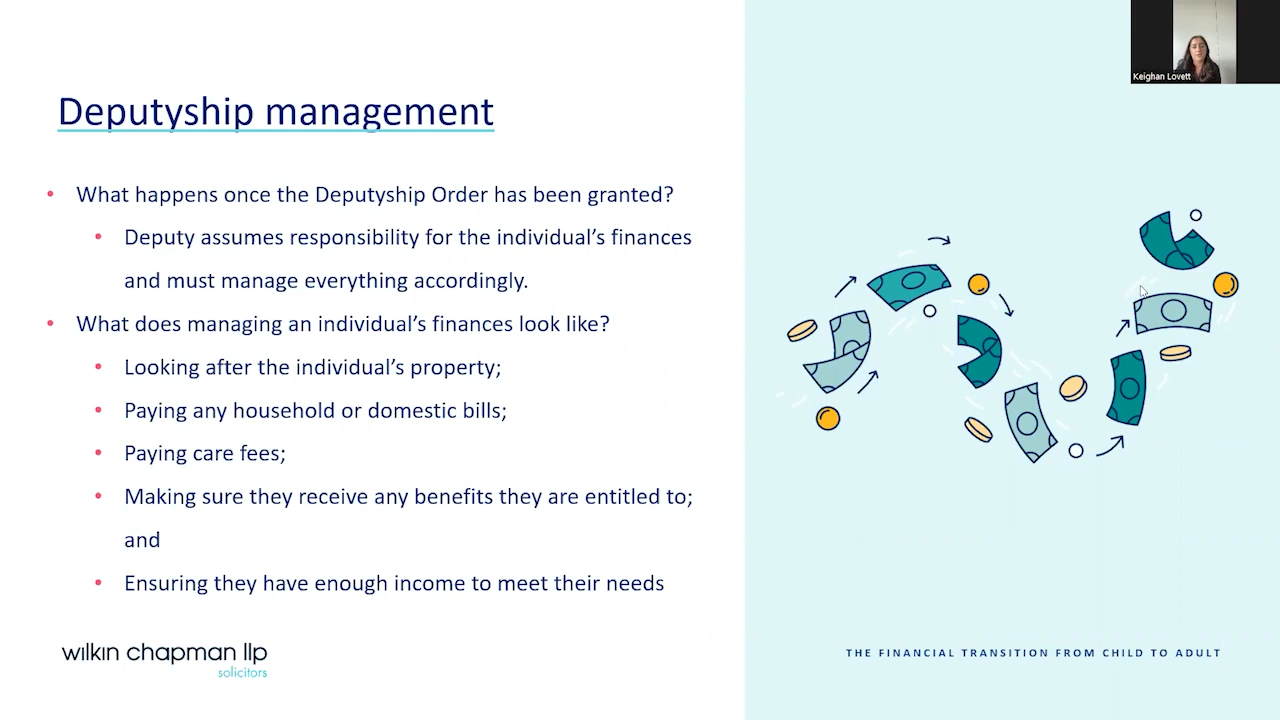 Keighan Lovett
Deputyship management
• What happens once the Deputyship Order has been granted?
• Deputy assumes responsibility for the individual’s finances
and must manage everything accordingly.
• What does managing an individual’s finances look like?
• Looking after the individual’s property;
• Paying any household or domestic bills;
• Paying care fees;
• Making sure they receive any benefits they are entitled to;
and
• Ensuring they have enough income to meet their needs
wilkin chapman llp
solicitors
THE FINANCIAL TRANSITION FROM CHILD TO ADULT